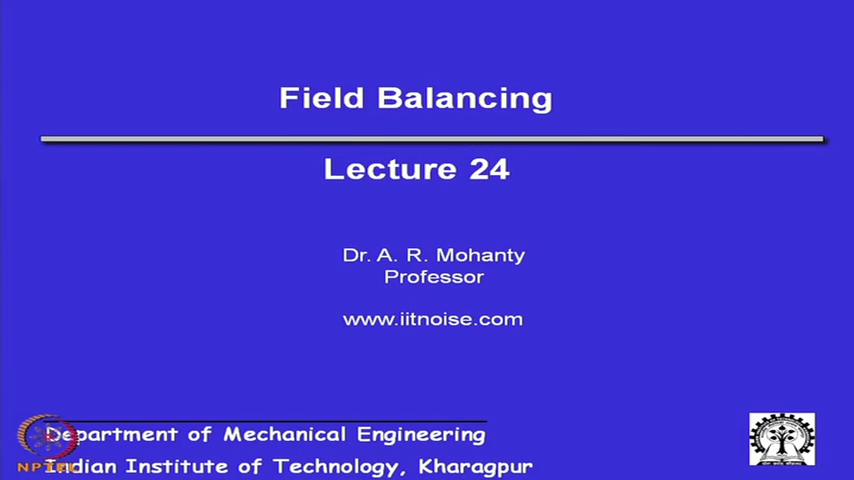 Field Balancing
Lecture 24
Dr. A. R. Mohanty
Professor
www.iitnoise.com
Department of Mechanical Engineering
Indian Institute of Technology, Kharagpur
NPTEL